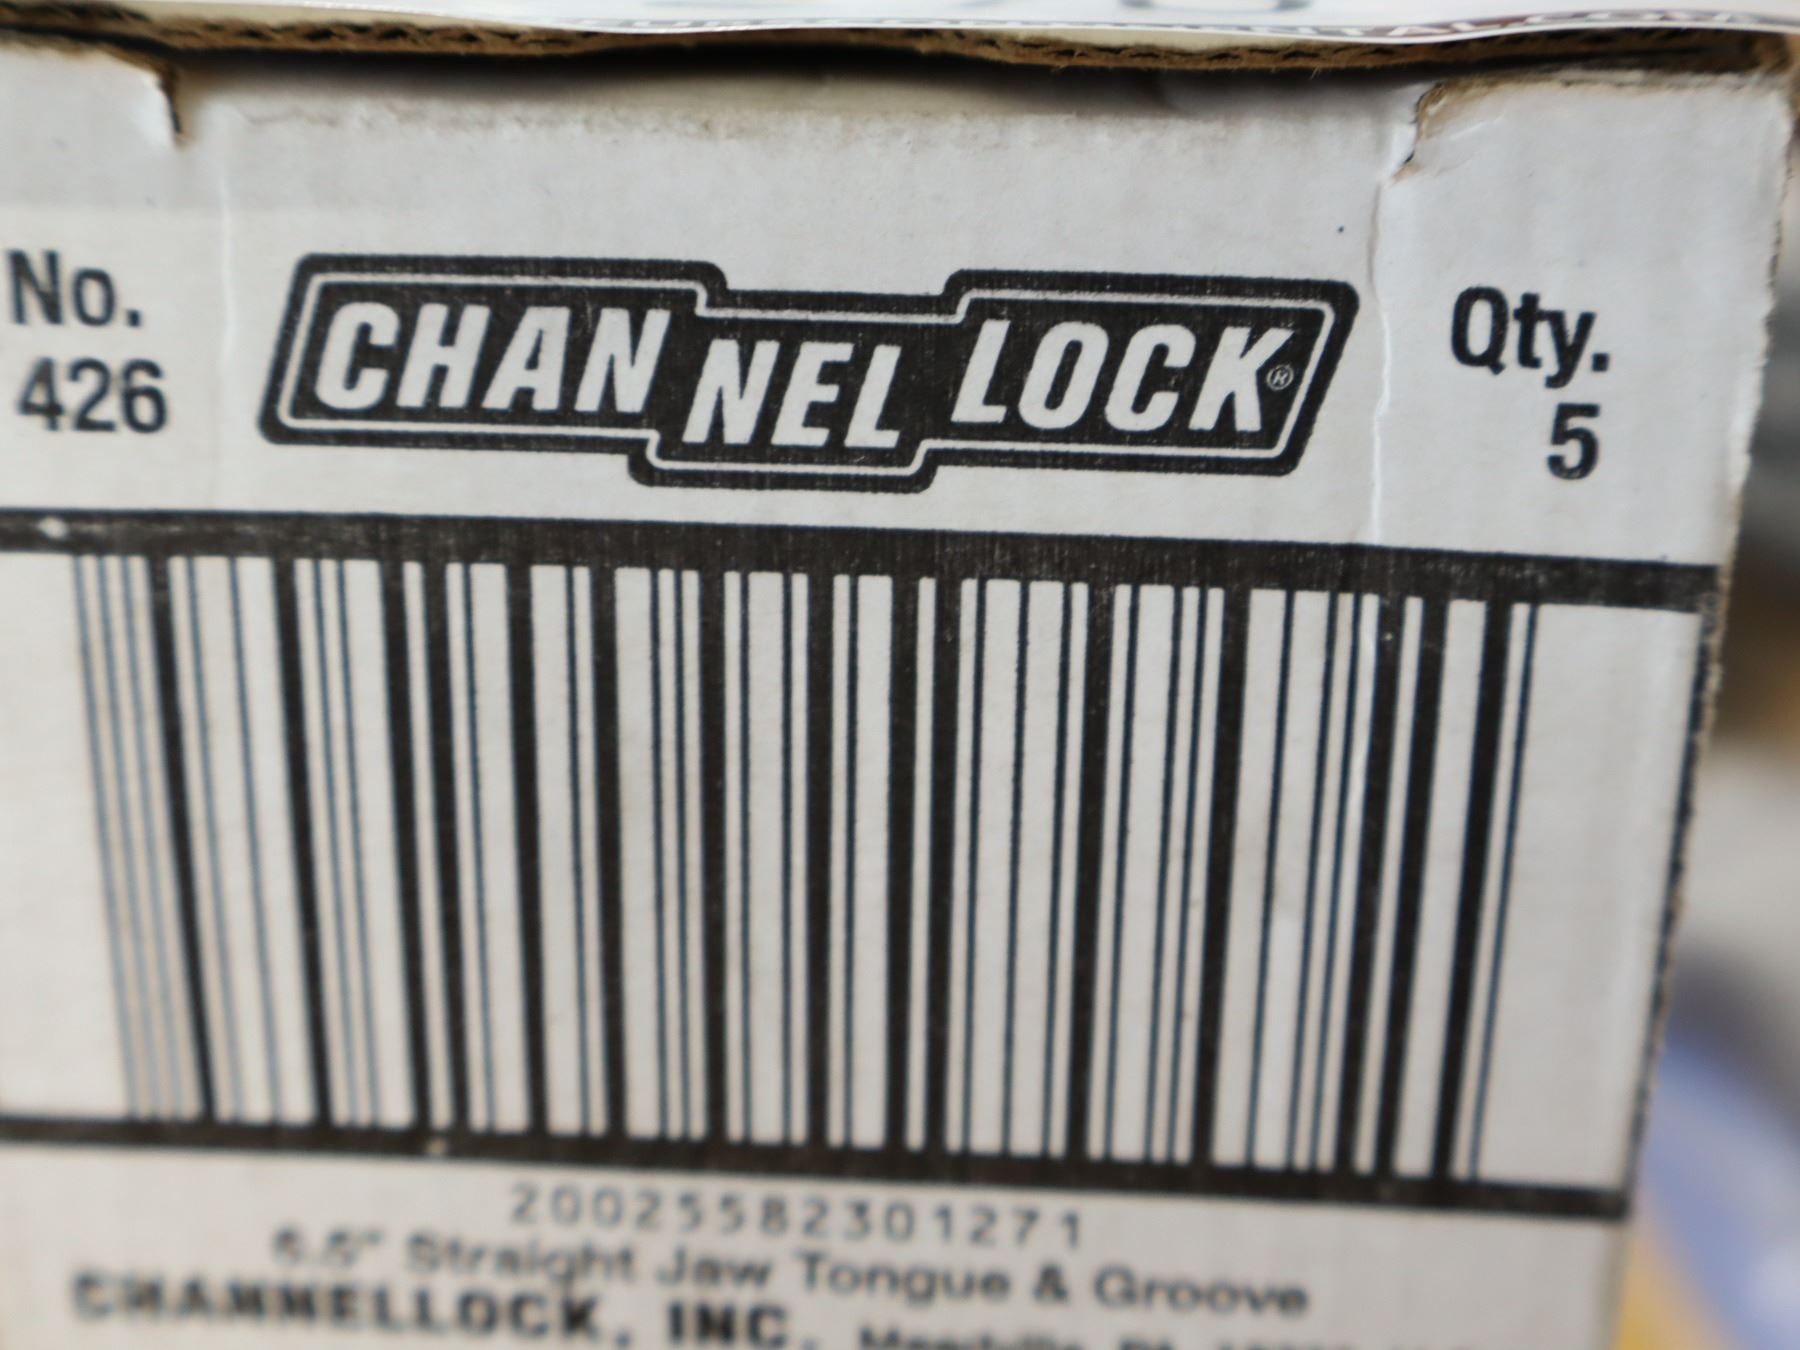 No. 426
CHANNELLOCK®
Qty. 5
20025582301271
6.5" Straight Jaw Tongue & Groove
CHANNELLOCK, INC.